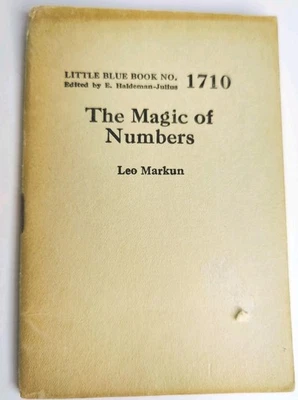 LITTLE BLUE BOOK NO. 1710
Edited by E. Haldeman-Julius
The Magic of
Numbers
Leo Markun